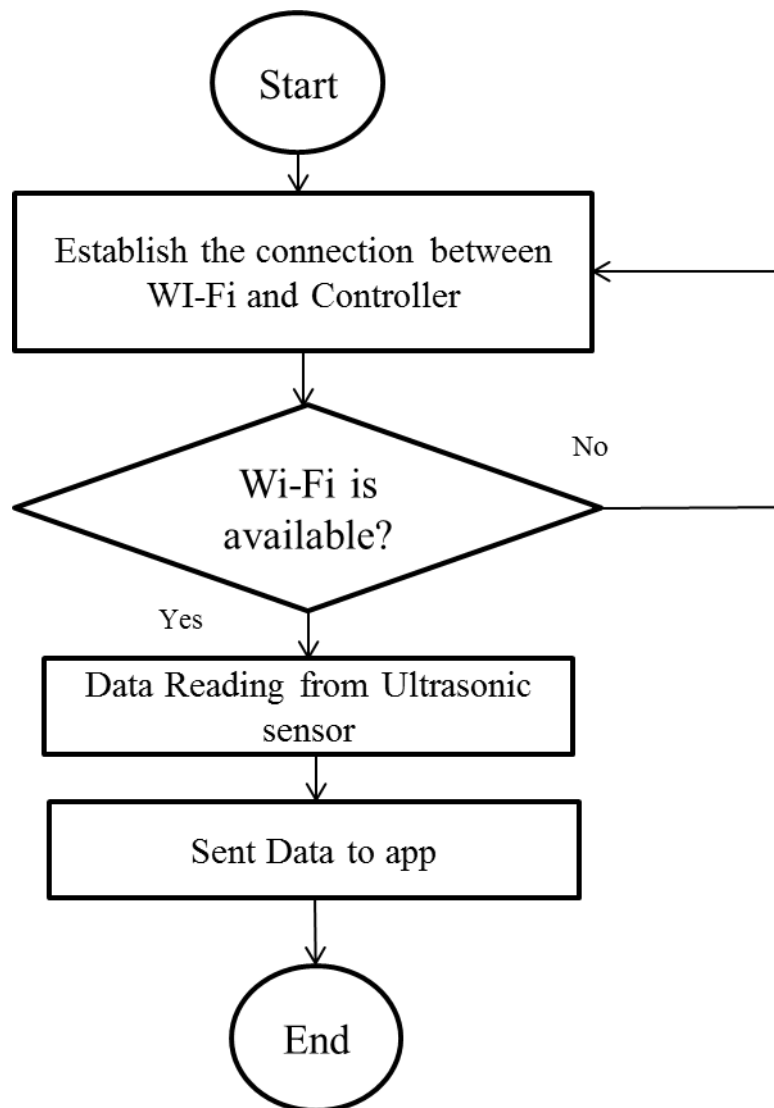 Start
Establish the connection between
WI-Fi and Controller
Wi-Fi is
available?
No
Yes
Data Reading from Ultrasonic
sensor
Sent Data to app
End